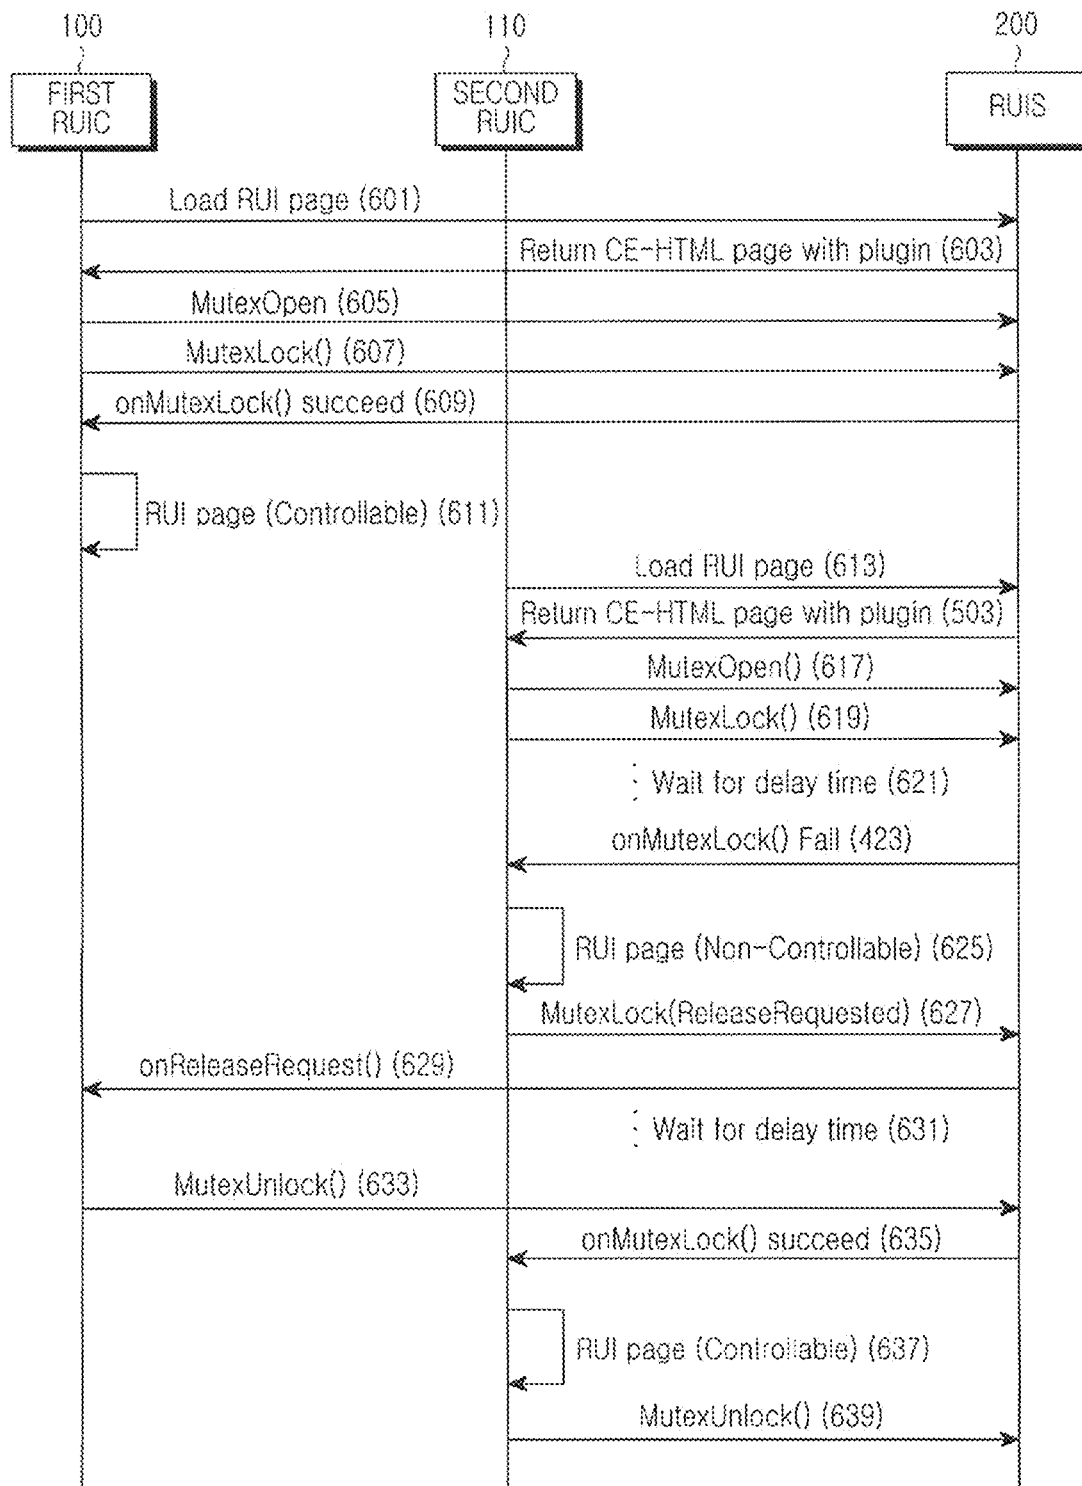 100 110 200
FIRST
RUIC
SECOND
RUIC
RUIS
Load RUI page (601)
Return CE-HTML page with plugin (603)
MutexOpen (605)
MutexLock() (607)
onMutexLock() succeed (609)
RUI page (Controllable) (611)
Load RUI page (613)
Return CE-HTML page with plugin (503)
MutexOpen() (617)
MutexLock() (619)
Wait for delay time (621)
onMutexLock() Fail (423)
RUI page (Non-Controllable) (625)
MutexLock(ReleaseRequested) (627)
onReleaseRequest() (629)
Wait for delay time (631)
MutexUnlock() (633)
onMutexLock() succeed (635)
RUI page (Controllable) (637)
MutexUnlock() (639)